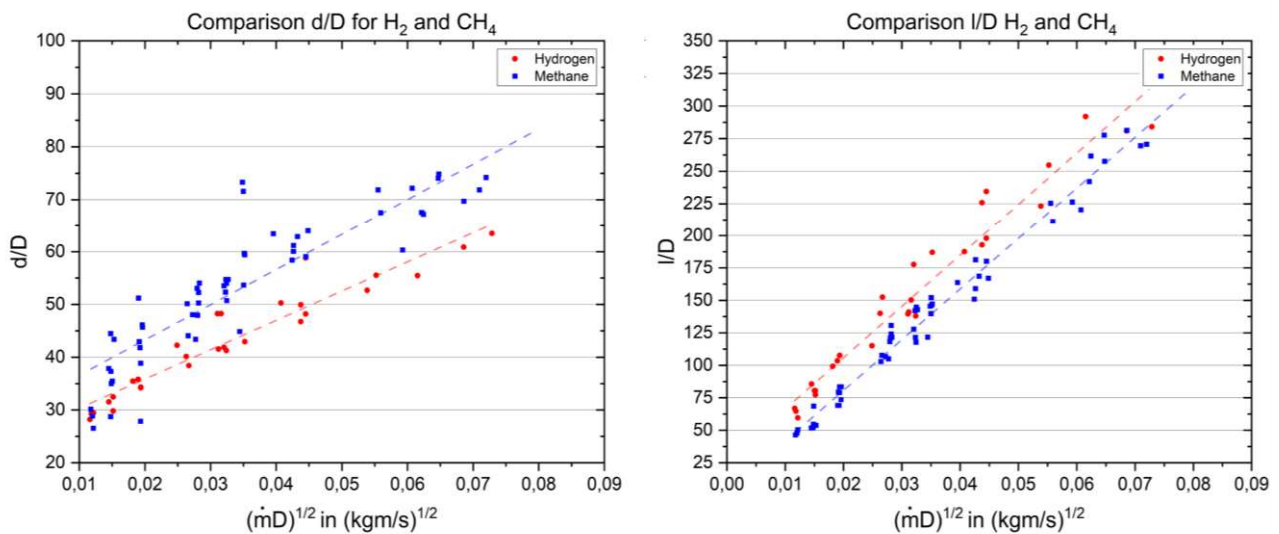 Comparison d/D for H₂ and CH₄
100
90
80
70
60
50
40
30
20
d/D
Hydrogen
Methane
0,01 0,02 0,03 0,04 0,05 0,06 0,07 0,08 0,09
(ṁD)¹/² in (kgm/s)¹/²
Comparison l/D H₂ and CH₄
350
325
300
275
250
225
200
175
150
125
100
75
50
25
l/D
Hydrogen
Methane
0,00 0,01 0,02 0,03 0,04 0,05 0,06 0,07 0,08 0,09
(ṁD)¹/² in (kgm/s)¹/²